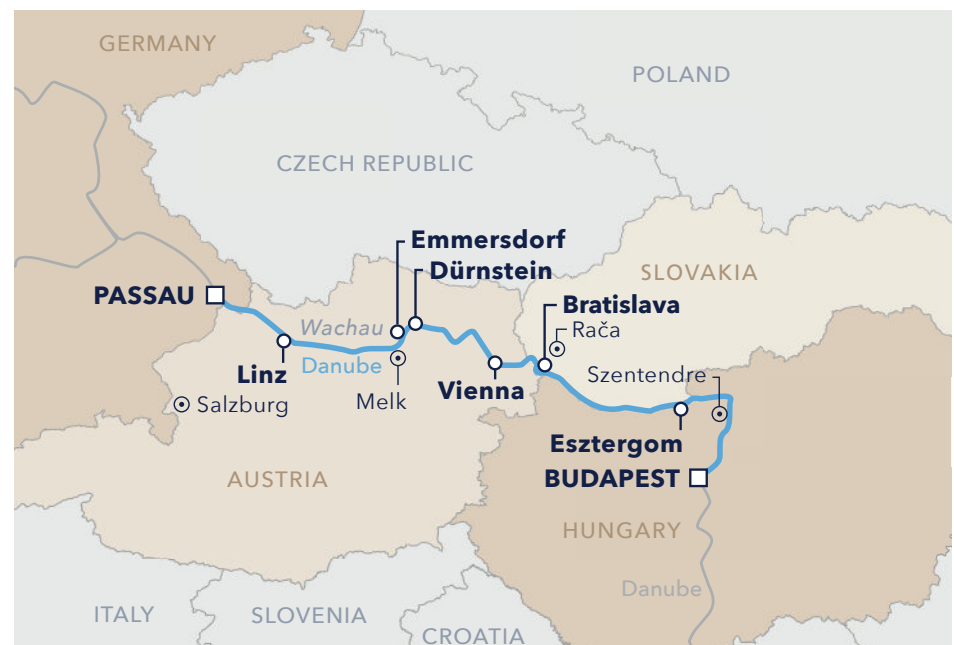 GERMANY
POLAND
CZECH REPUBLIC
Emmersdorf
Dürnstein
SLOVAKIA
PASSAU
Bratislava
Wachau
Rača
Danube
Linz
Szentendre
Vienna
Melk
Salzburg
Esztergom
BUDAPEST
AUSTRIA
HUNGARY
Danube
ITALY
SLOVENIA
CROATIA